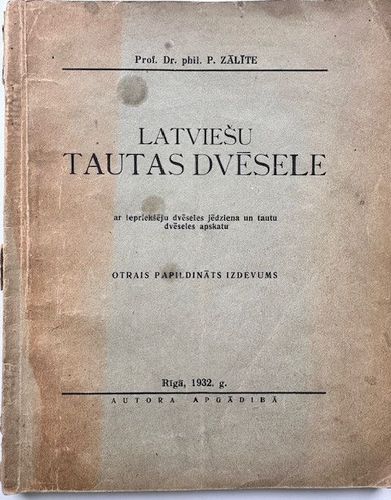 Prof. Dr. phil. P. ZĀLĪTE
LATVIEŠU
TAUTAS DVĒSELE
ar iepriekšēju dvēseles jēdziena un tautu
dvēseles apskatu
OTRAIS PAPILDINĀTS IZDEVUMS
Rīgā, 1932. g.
AUTORA APGĀDIBĀ